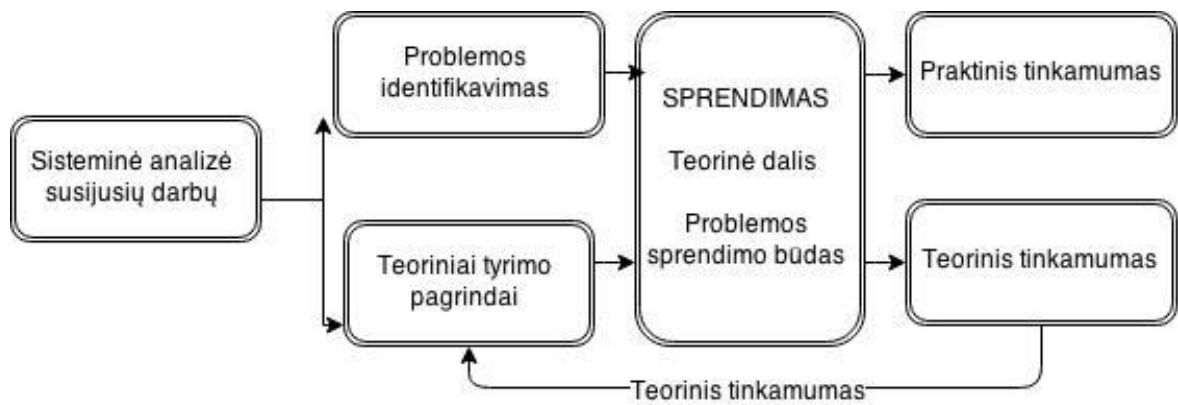 Sisteminė analizė
susijusių darbų
Problemos
identifikavimas
Teoriniai tyrimo
pagrindai
SPRENDIMAS
Teorinė dalis
Problemos
sprendimo būdas
Praktinis tinkamumas
Teorinis tinkamumas
Teorinis tinkamumas